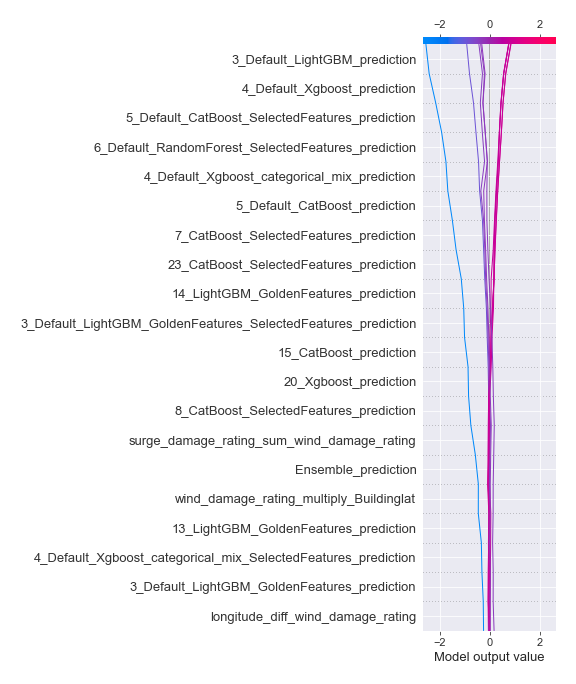 −2 0 2
3_Default_LightGBM_prediction
4_Default_Xgboost_prediction
5_Default_CatBoost_SelectedFeatures_prediction
6_Default_RandomForest_SelectedFeatures_prediction
4_Default_Xgboost_categorical_mix_prediction
5_Default_CatBoost_prediction
7_CatBoost_SelectedFeatures_prediction
23_CatBoost_SelectedFeatures_prediction
14_LightGBM_GoldenFeatures_prediction
3_Default_LightGBM_GoldenFeatures_SelectedFeatures_prediction
15_CatBoost_prediction
20_Xgboost_prediction
8_CatBoost_SelectedFeatures_prediction
surge_damage_rating_sum_wind_damage_rating
Ensemble_prediction
wind_damage_rating_multiply_Buildinglat
13_LightGBM_GoldenFeatures_prediction
4_Default_Xgboost_categorical_mix_SelectedFeatures_prediction
3_Default_LightGBM_GoldenFeatures_prediction
longitude_diff_wind_damage_rating
−2 0 2
Model output value